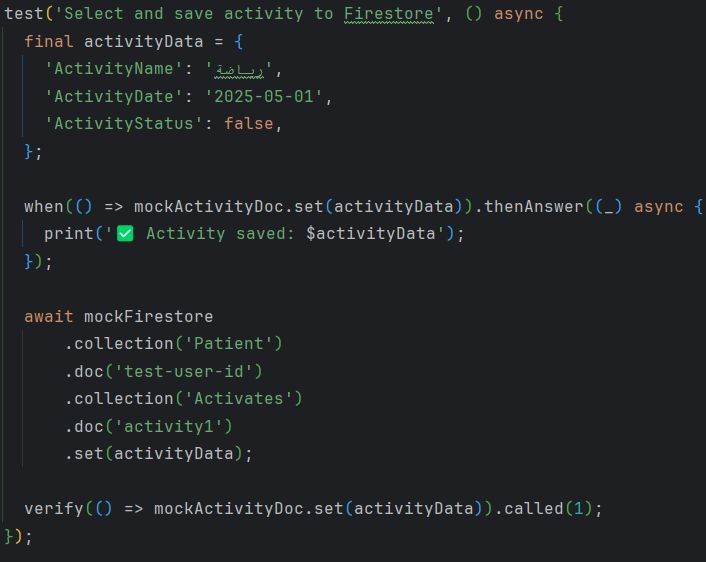 test('Select and save activity to Firestore', () async {
  final activityData = {
    'ActivityName': 'رياضة',
    'ActivityDate': '2025-05-01',
    'ActivityStatus': false,
  };

  when(() => mockActivityDoc.set(activityData)).thenAnswer((_) async {
    print('✅ Activity saved: $activityData');
  });

  await mockFirestore
      .collection('Patient')
      .doc('test-user-id')
      .collection('Activates')
      .doc('activity1')
      .set(activityData);

  verify(() => mockActivityDoc.set(activityData)).called(1);
});